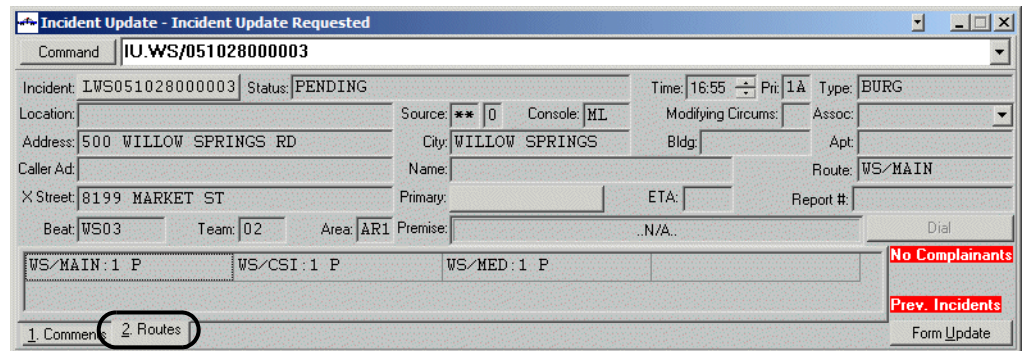 Incident Update - Incident Update Requested
Command IU.WS/051028000003
Incident: LWS051028000003 Status: PENDING Time: 16:55 Pri: 1A Type: BURG
Location: Source: ** 0 Console: ML Modifying Circums: Assoc:
Address: 500 WILLOW SPRINGS RD City: WILLOW SPRINGS Bldg: Apt:
Caller Ad: Name: Route: WS/MAIN
X Street: 8199 MARKET ST Primary: ETA: Report #:
Beat: WS03 Team: 02 Area: AR1 Premise: ..N/A.. Dial
WS/MAIN:1 P WS/CSI:1 P WS/MED:1 P No Complainants
Prev. Incidents
1. Comments 2. Routes Form Update